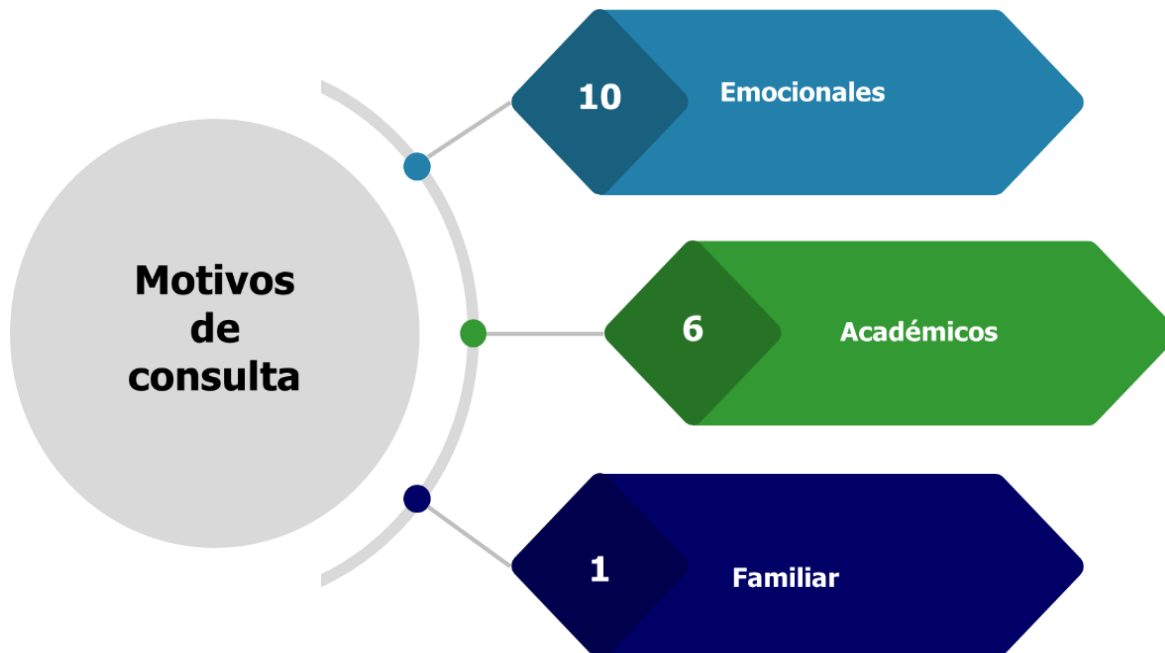 Motivos
de
consulta
10
Emocionales
6
Académicos
1
Familiar